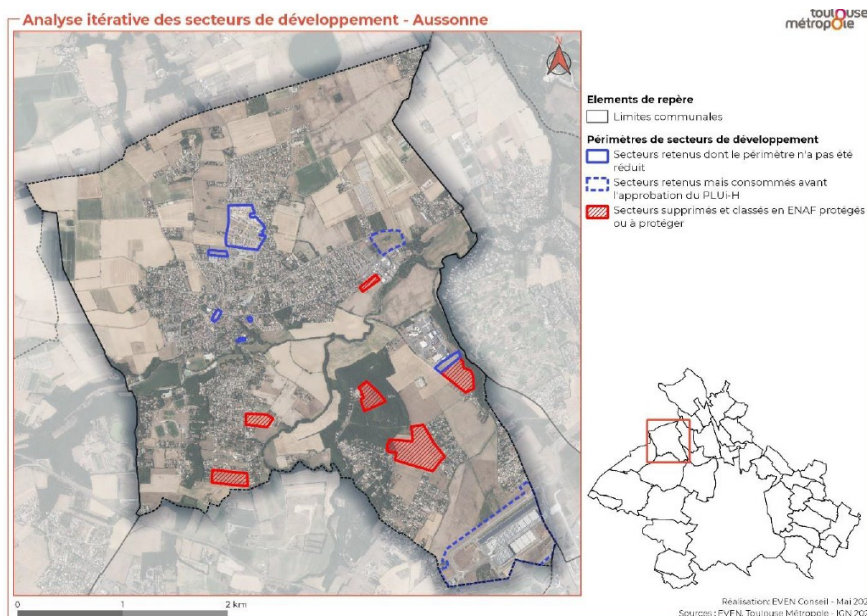 Analyse itérative des secteurs de développement - Aussonne
toulouse
métropole
N
Elements de repère
Limites communales
Périmètres de secteurs de développement
Secteurs retenus dont le périmètre n'a pas été
réduit
Secteurs retenus mais consommés avant
l'approbation du PLUi-H
Secteurs supprimés et classés en ENAF protégés
ou à protéger
0 1 2 km
Réalisation: EVEN Conseil - Mai 202
Sources : EVEN, Toulouse Métropole - IGN 202